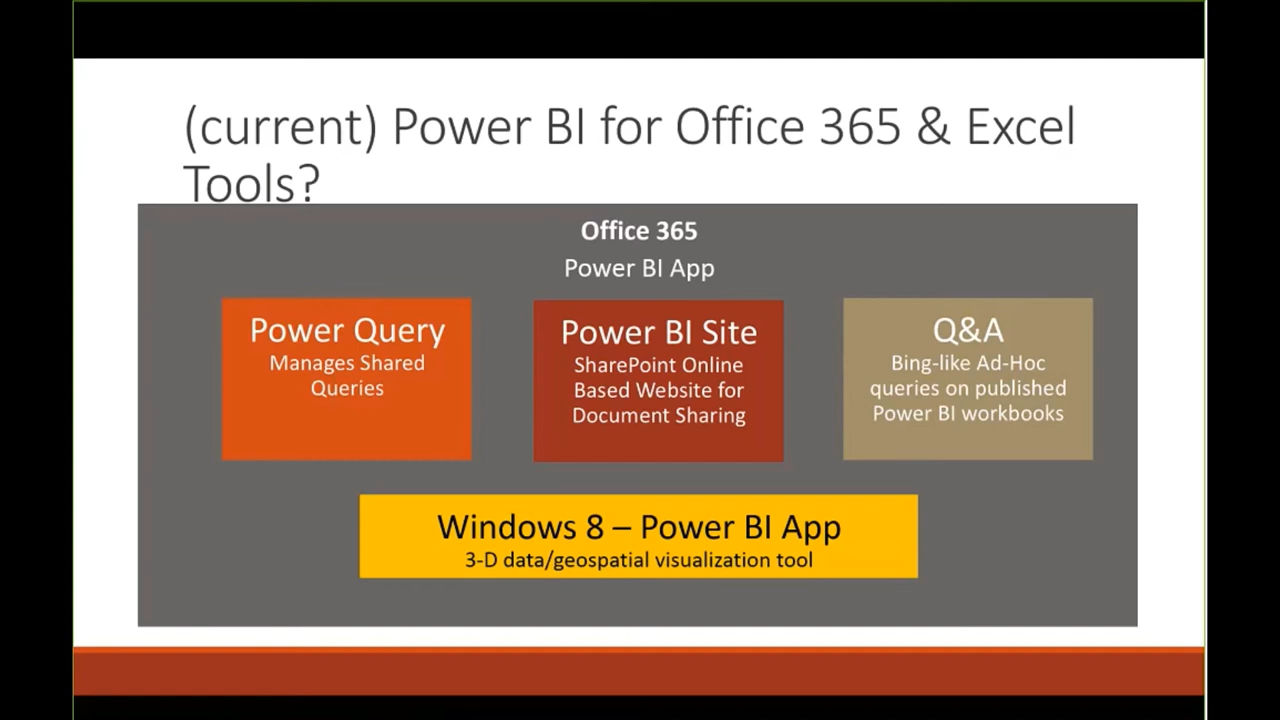 (current) Power BI for Office 365 & Excel
Tools?
Office 365
Power BI App
Power Query
Manages Shared
Queries
Power BI Site
SharePoint Online
Based Website for
Document Sharing
Q&A
Bing-like Ad-Hoc
queries on published
Power BI workbooks
Windows 8 – Power BI App
3-D data/geospatial visualization tool